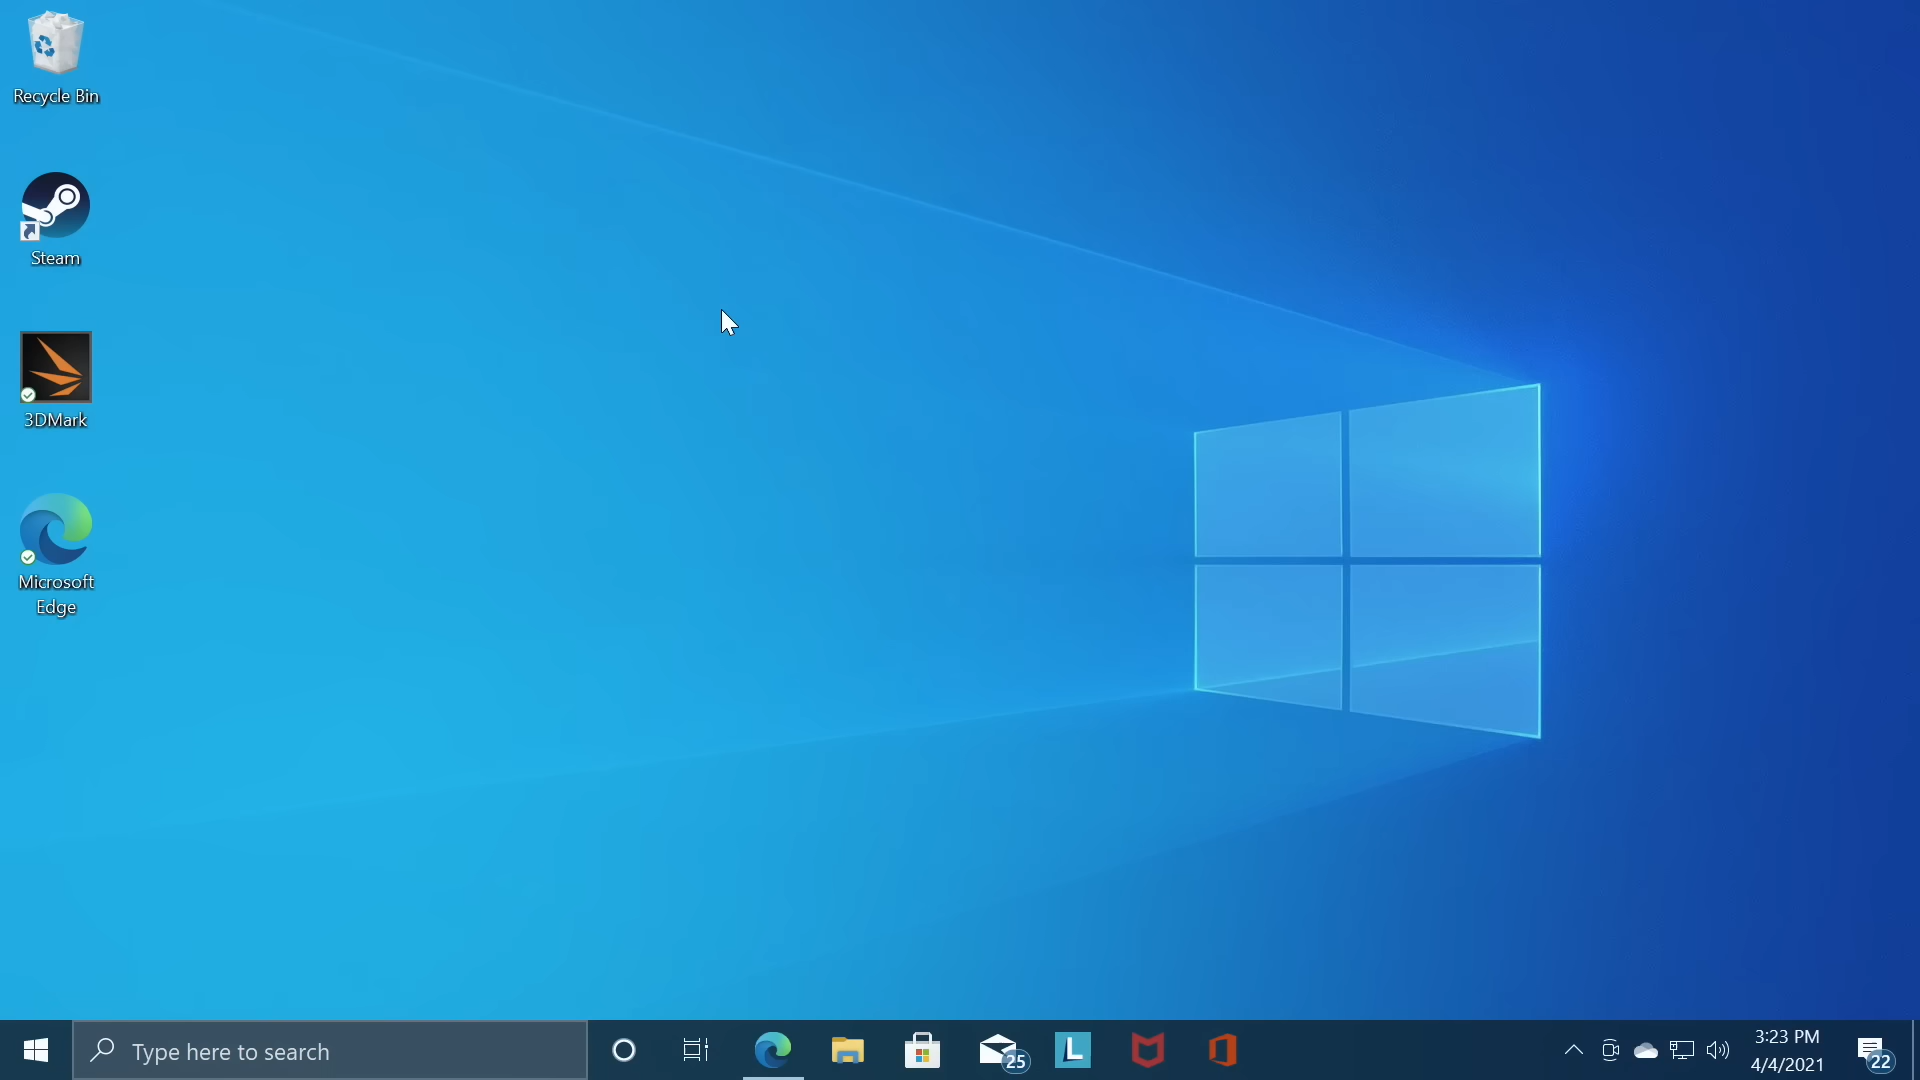 Recycle Bin
Steam
3DMark
Microsoft
Edge
Type here to search
25
L
3:23 PM
4/4/2021
22